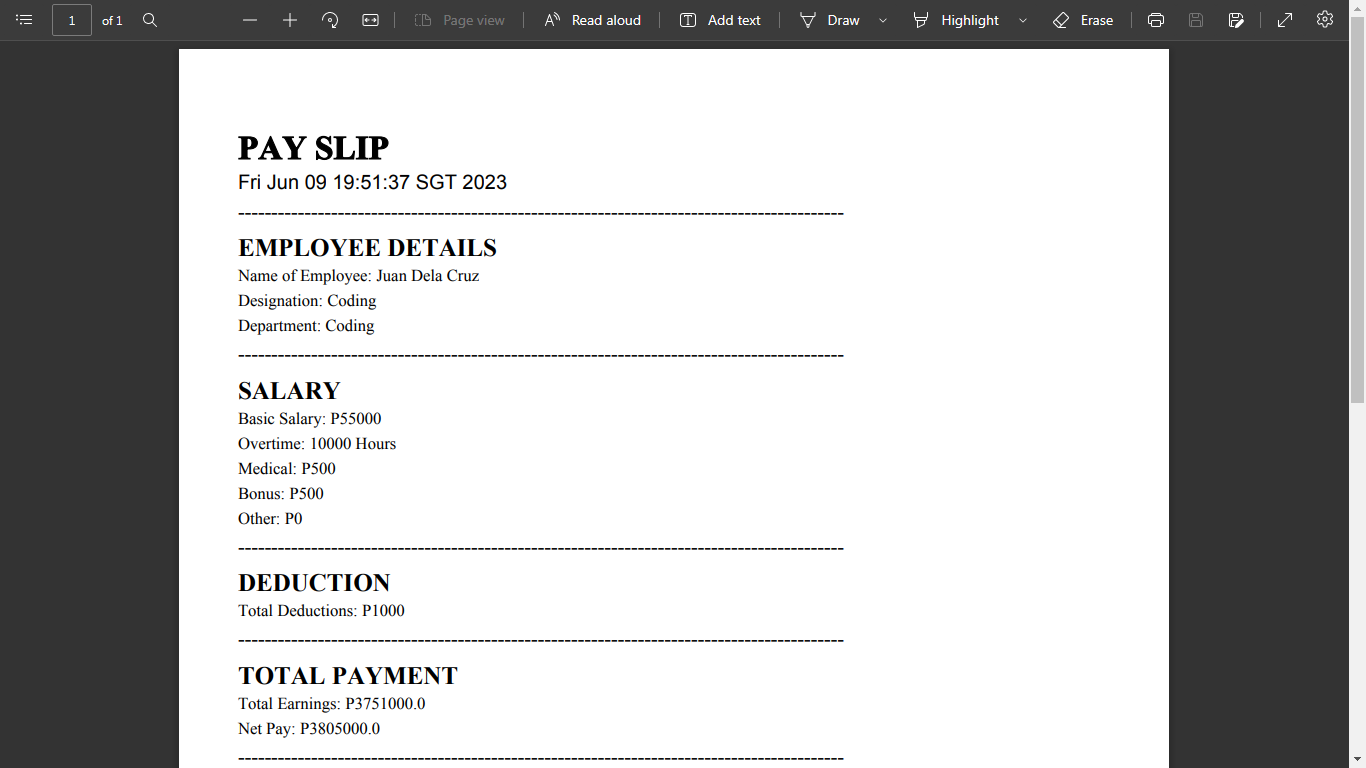 1 of 1 Page view Read aloud Add text Draw Highlight Erase
PAY SLIP
Fri Jun 09 19:51:37 SGT 2023
--------------------------------------------------------------------------------------------
EMPLOYEE DETAILS
Name of Employee: Juan Dela Cruz
Designation: Coding
Department: Coding
--------------------------------------------------------------------------------------------
SALARY
Basic Salary: P55000
Overtime: 10000 Hours
Medical: P500
Bonus: P500
Other: P0
--------------------------------------------------------------------------------------------
DEDUCTION
Total Deductions: P1000
--------------------------------------------------------------------------------------------
TOTAL PAYMENT
Total Earnings: P3751000.0
Net Pay: P3805000.0
--------------------------------------------------------------------------------------------